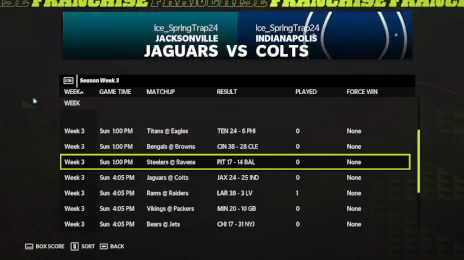 FRANCHISE FRANCHISE FRANCHISE FRANCHISE
Ice_SpringTrap24 Ice_SpringTrap24
JACKSONVILLE INDIANAPOLIS
JAGUARS VS COLTS
Season Week 3
WEEK GAME TIME MATCHUP RESULT PLAYED FORCE WIN
WEEK
Week 3 Sun 1:00 PM Titans @ Eagles TEN 24 - 6 PHI 0 None
Week 3 Sun 1:00 PM Bengals @ Browns CIN 38 - 28 CLE 0 None
Week 3 Sun 1:00 PM Steelers @ Ravens PIT 17 - 14 BAL 0 None
Week 3 Sun 4:05 PM Jaguars @ Colts JAX 24 - 25 IND 0 None
Week 3 Sun 4:05 PM Rams @ Raiders LAR 38 - 3 LV 1 None
Week 3 Sun 4:05 PM Vikings @ Packers MIN 20 - 10 GB 0 None
Week 3 Sun 4:05 PM Bears @ Jets CHI 17 - 31 NYJ 0 None
BOX SCORE SORT BACK